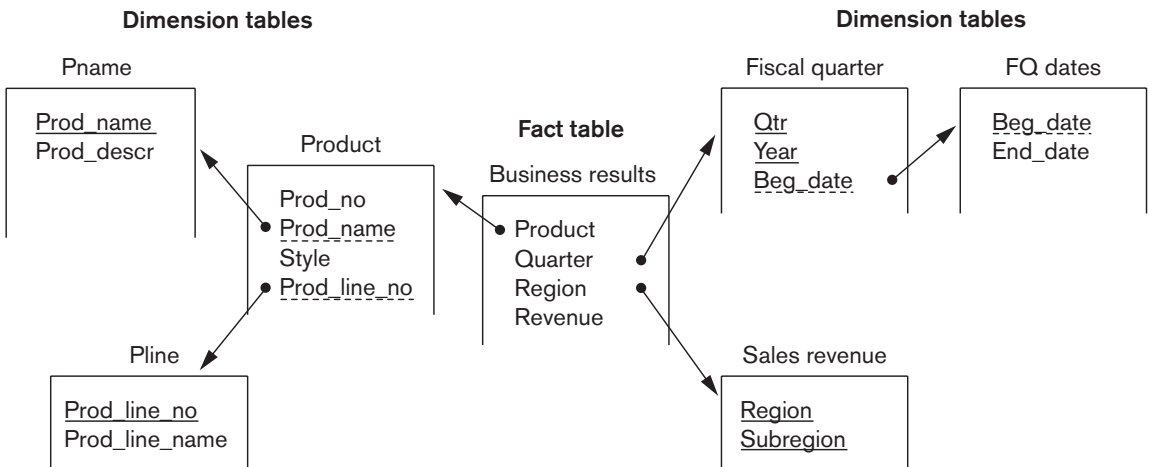 Dimension tables
Dimension tables
Pname
Prod_name
Prod_descr
Product
Prod_no
Prod_name
Style
Prod_line_no
Pline
Prod_line_no
Prod_line_name
Fact table
Business results
Product
Quarter
Region
Revenue
Fiscal quarter
Qtr
Year
Beg_date
FQ dates
Beg_date
End_date
Sales revenue
Region
Subregion